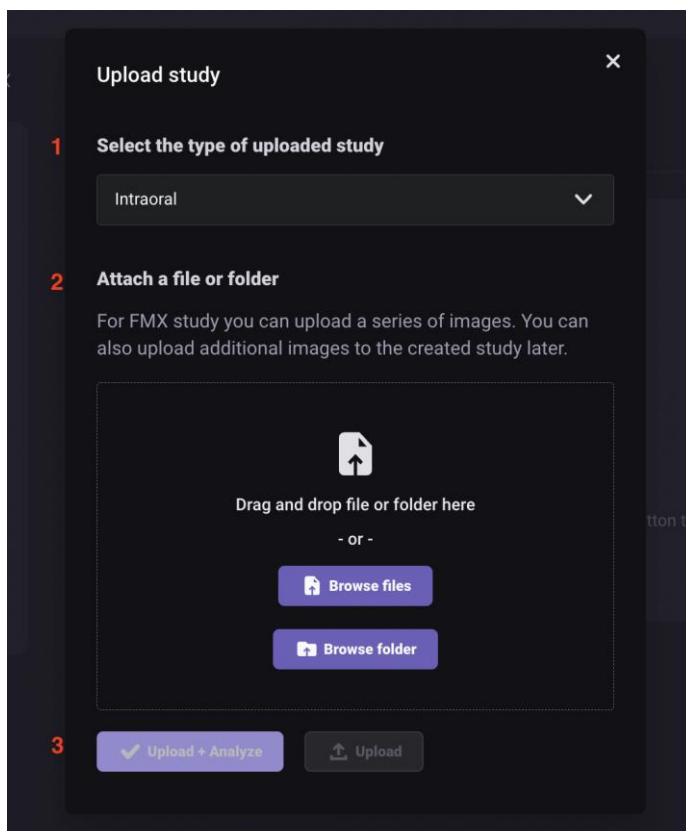 Upload study
1 Select the type of uploaded study
Intraoral
2 Attach a file or folder
For FMX study you can upload a series of images. You can
also upload additional images to the created study later.
Drag and drop file or folder here
- or -
tton t
Browse files
Browse folder
3 Upload + Analyze Upload